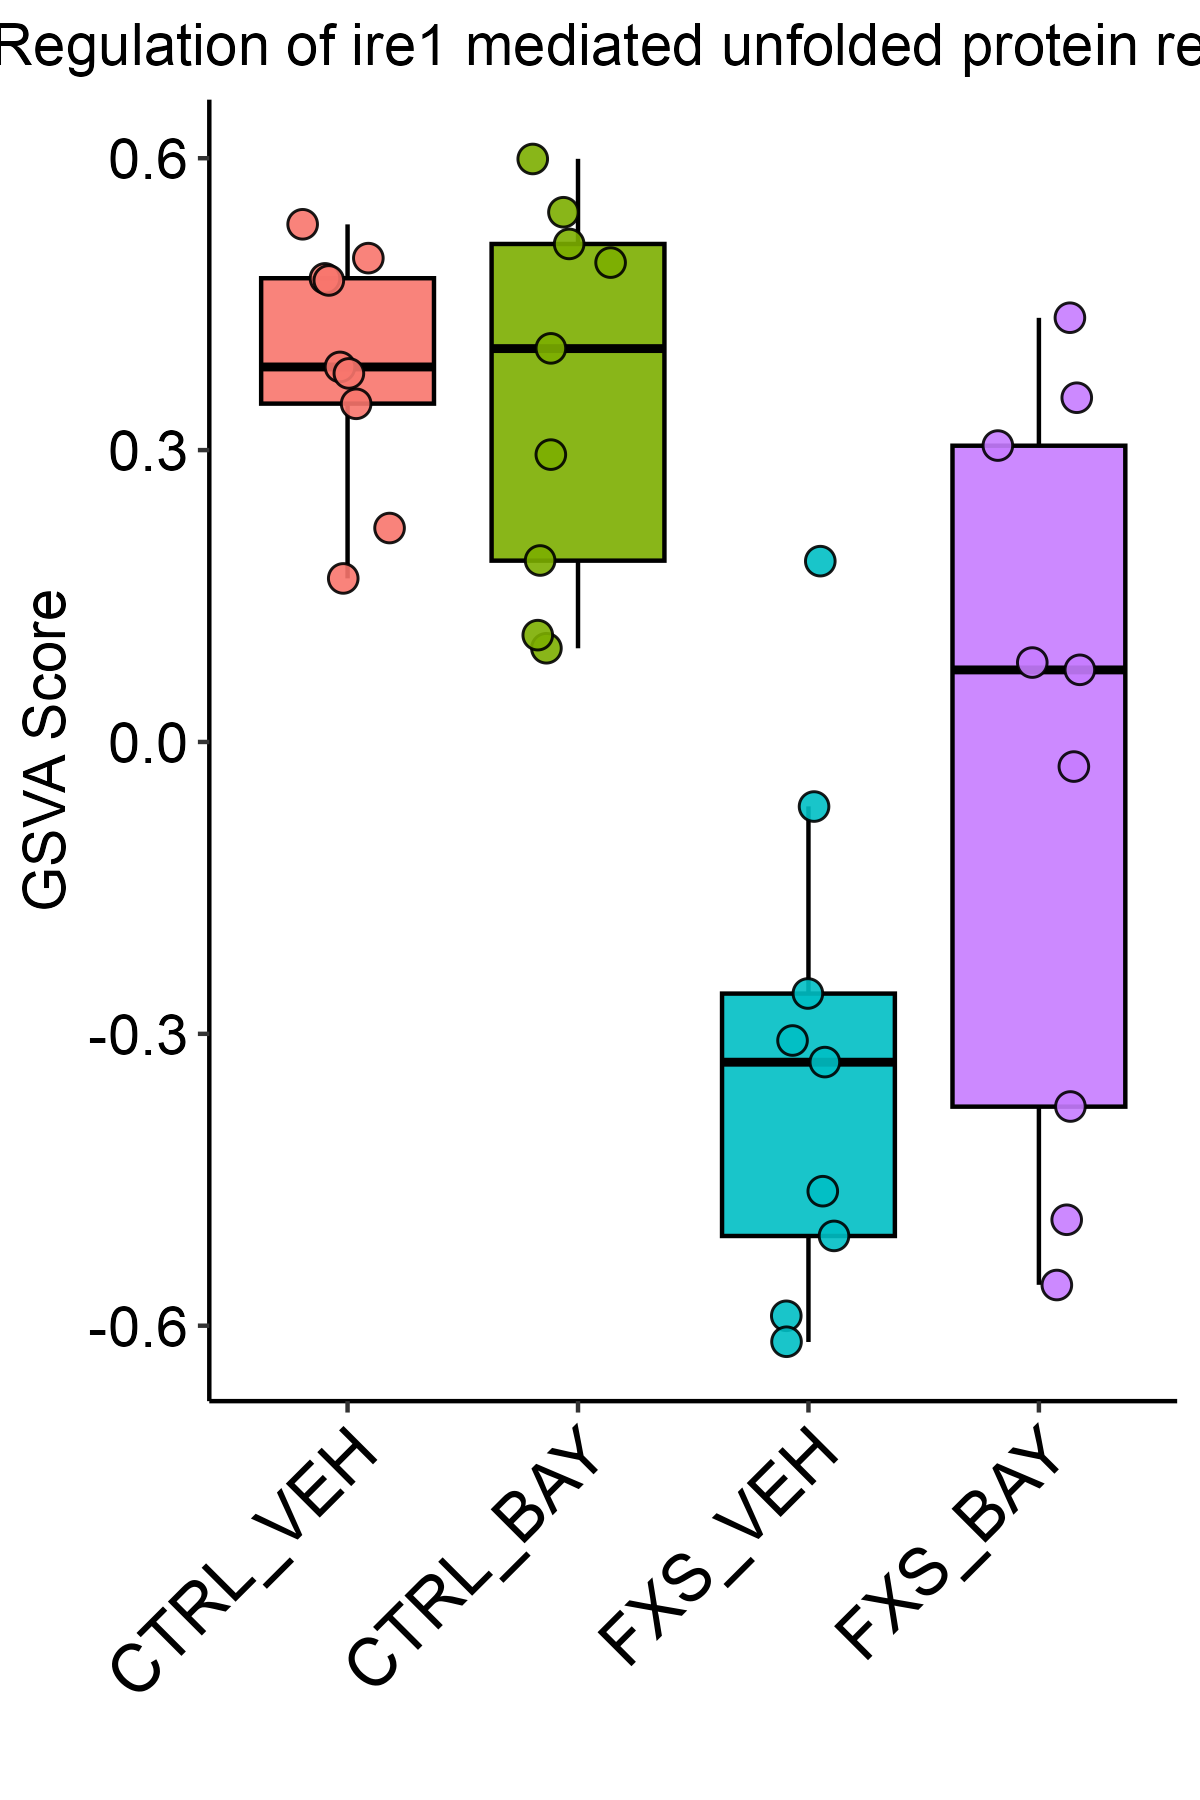 Regulation of ire1 mediated unfolded protein re
0.6
0.3
0.0
-0.3
-0.6
GSVA Score
CTRL_VEH
CTRL_BAY
FXS_VEH
FXS_BAY